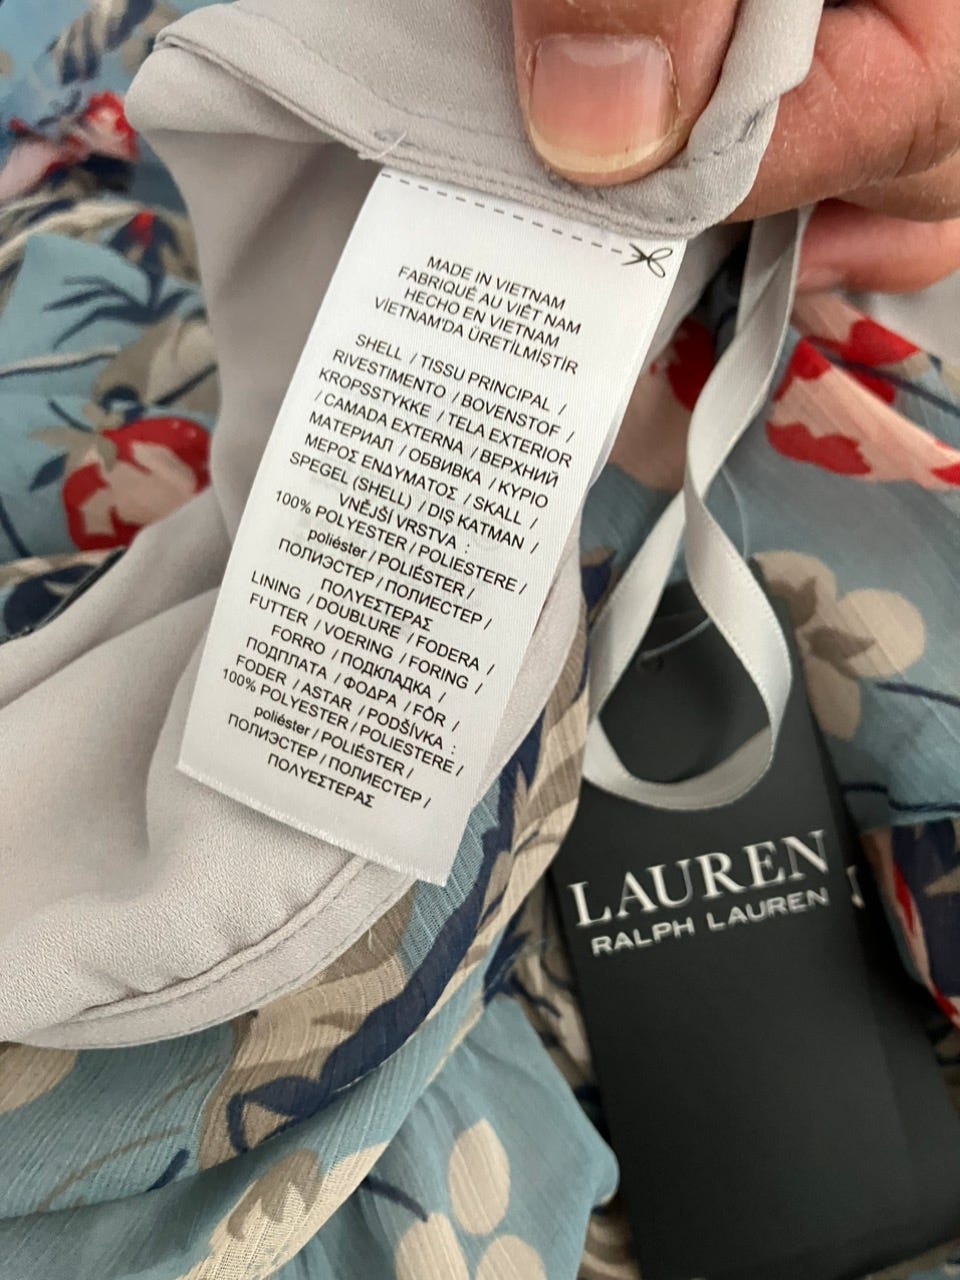 MADE IN VIETNAM
FABRIQUÉ AU VIÊT NAM
HECHO EN VIETNAM
VİETNAM'DA ÜRETİLMİŞTİR
SHELL / TISSU PRINCIPAL /
RIVESTIMENTO / BOVENSTOF /
KROPSSTYKKE / TELA EXTERIOR
/ CAMADA EXTERNA / ВЕРХНИЙ
МАТЕРИАЛ / ОБВИВКА / ΚΥΡΙΟ
ΜΕΡΟΣ ΕΝΔΥΜΑΤΟΣ / SKALL /
SPEGEL (SHELL) / DIŞ KATMAN /
VNĚJŠÍ VRSTVA :
100% POLYESTER / POLIESTERE /
poliéster / POLIÉSTER /
ПОЛИЭСТЕР / ПОЛИЕСТЕР /
ΠΟΛΥΕΣΤΕΡΑΣ
LINING / DOUBLURE / FODERA /
FUTTER / VOERING / FORING /
FORRO / ПОДКЛАДКА /
ПОДПЛАТА / ΦΟΔΡΑ / FÔR /
FODER / ASTAR / PODŠÍVKA :
100% POLYESTER / POLIESTERE /
poliéster / POLIÉSTER /
ПОЛИЭСТЕР / ПОЛИЕСТЕР /
ΠΟΛΥΕΣΤΕΡΑΣ
LAUREN
RALPH LAUREN